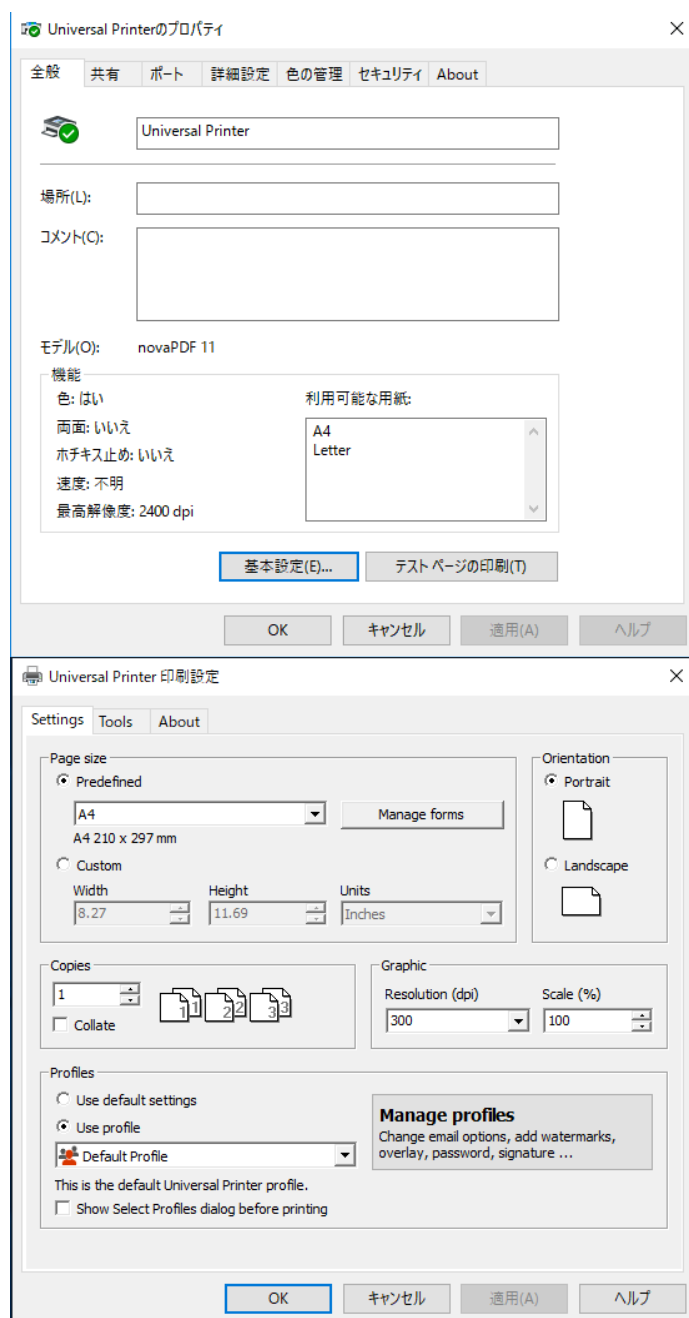 Universal Printerのプロパティ
全般 共有 ポート 詳細設定 色の管理 セキュリティ About
Universal Printer
場所(L):
コメント(C):
モデル(O): novaPDF 11
機能
色: はい
両面: いいえ
ホチキス止め: いいえ
速度: 不明
最高解像度: 2400 dpi
利用可能な用紙:
A4
Letter
基本設定(E)... テスト ページの印刷(T)
OK キャンセル 適用(A) ヘルプ
Universal Printer 印刷設定
Settings Tools About
Page size
Predefined
A4
Manage forms
A4 210 x 297 mm
Custom
Width Height Units
8.27 11.69 Inches
Orientation
Portrait
Landscape
Copies
1
Collate
1 1 2 2 3 3
Graphic
Resolution (dpi) Scale (%)
300 100
Profiles
Use default settings
Use profile
Default Profile
This is the default Universal Printer profile.
Show Select Profiles dialog before printing
Manage profiles
Change email options, add watermarks,
overlay, password, signature ...
OK キャンセル 適用(A) ヘルプ